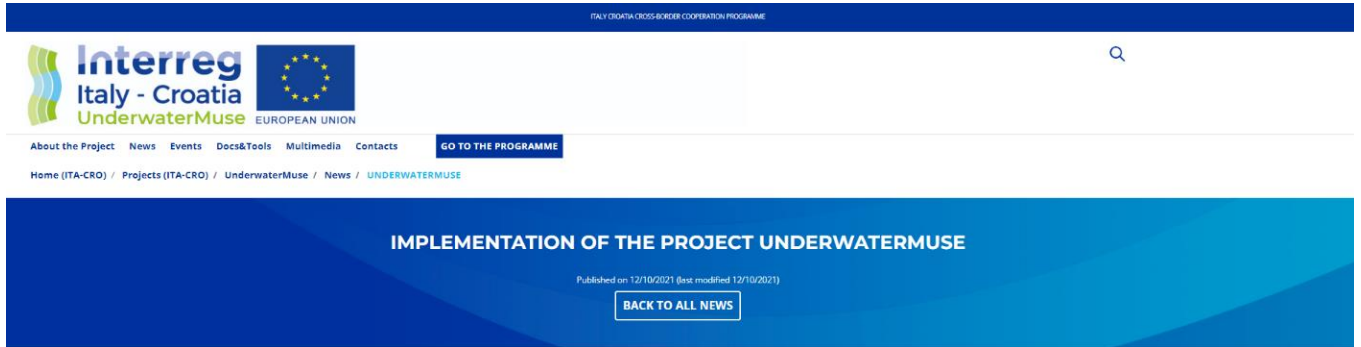 ITALY CROATIA CROSS-BORDER COOPERATION PROGRAMME
Interreg
Italy - Croatia
UnderwaterMuse EUROPEAN UNION
About the Project News Events Docs&Tools Multimedia Contacts GO TO THE PROGRAMME
Home (ITA-CRO) / Projects (ITA-CRO) / UnderwaterMuse / News / UNDERWATERMUSE
IMPLEMENTATION OF THE PROJECT UNDERWATERMUSE
Published on 12/10/2021 (last modified 12/10/2021)
BACK TO ALL NEWS